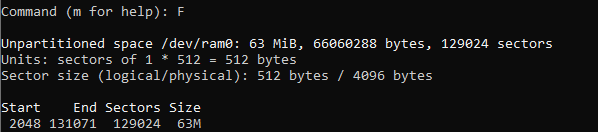 Command (m for help): F
Unpartitioned space /dev/ram0: 63 MiB, 66060288 bytes, 129024 sectors
Units: sectors of 1 * 512 = 512 bytes
Sector size (logical/physical): 512 bytes / 4096 bytes
Start    End Sectors Size
 2048 131071  129024  63M